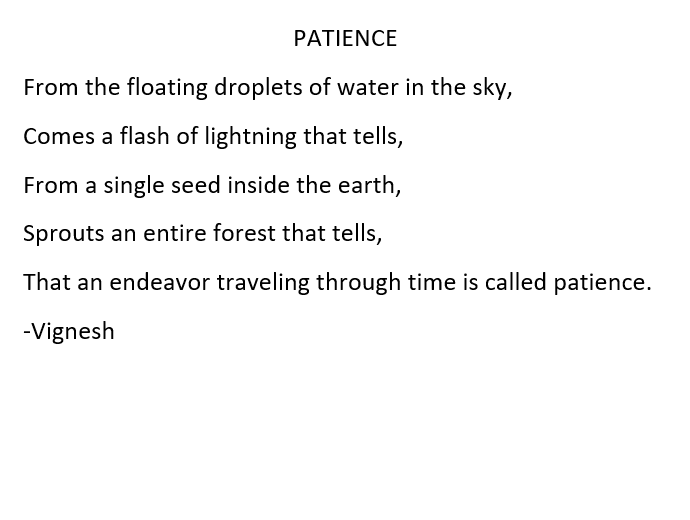 PATIENCE
From the floating droplets of water in the sky,
Comes a flash of lightning that tells,
From a single seed inside the earth,
Sprouts an entire forest that tells,
That an endeavor traveling through time is called patience.
-Vignesh